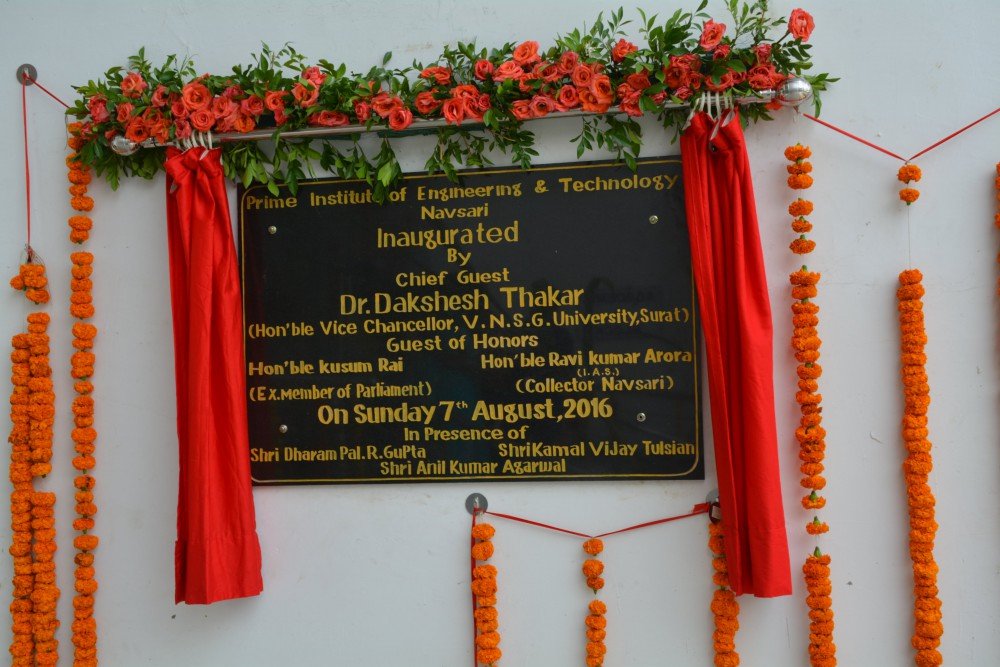 Prime Institute of Engineering & Technology
Navsari
Inaugurated
By
Chief Guest
Dr.Dakshesh Thakar
(Hon'ble Vice Chancellor, V.N.S.G. University, Surat)
Guest of Honors
Hon'ble kusum Rai Hon'ble Ravi kumar Arora
(I.A.S.)
(Ex.member of Parliament) (Collector Navsari)
On Sunday 7th August, 2016
In Presence of
Shri Dharam Pal.R.Gupta Shri Kamal Vijay Tulsian
Shri Anil Kumar Agarwal